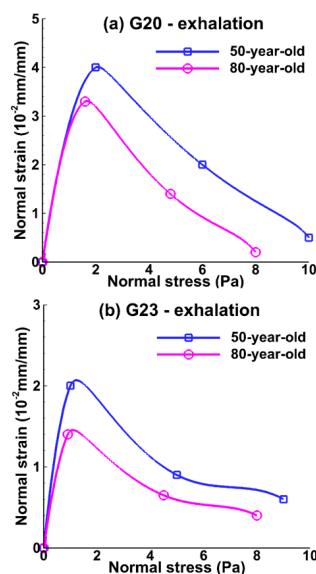 (a) G20 - exhalation
50-year-old
80-year-old
Normal strain (10⁻²mm/mm)
5
4
3
2
1
0
0 2 4 6 8 10
Normal stress (Pa)
(b) G23 - exhalation
50-year-old
80-year-old
Normal strain (10⁻²mm/mm)
3
2
1
0
0 2 4 6 8 10
Normal stress (Pa)